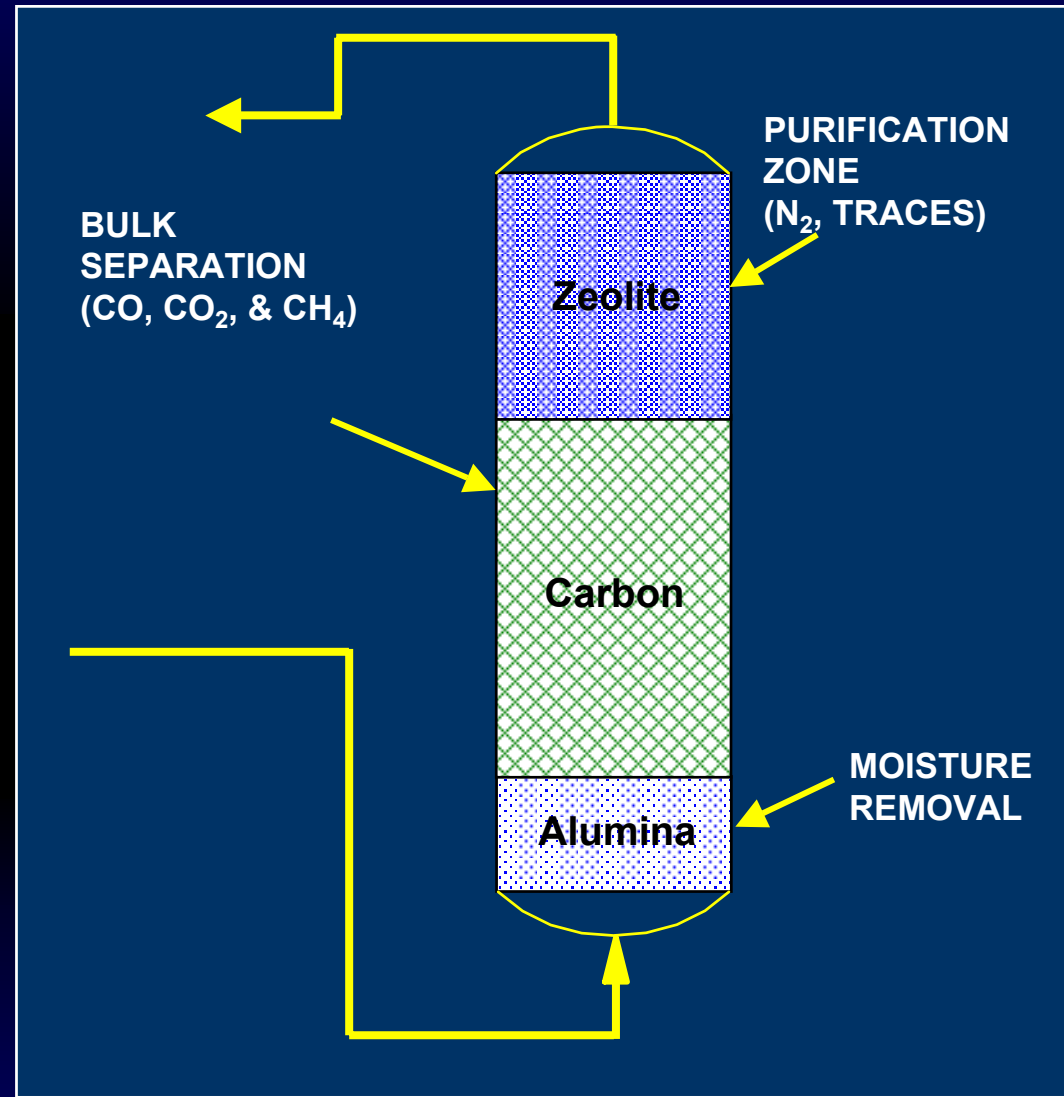 PURIFICATION
ZONE
(N₂, TRACES)
BULK
SEPARATION
(CO, CO₂, & CH₄)
Zeolite
Carbon
MOISTURE
REMOVAL
Alumina